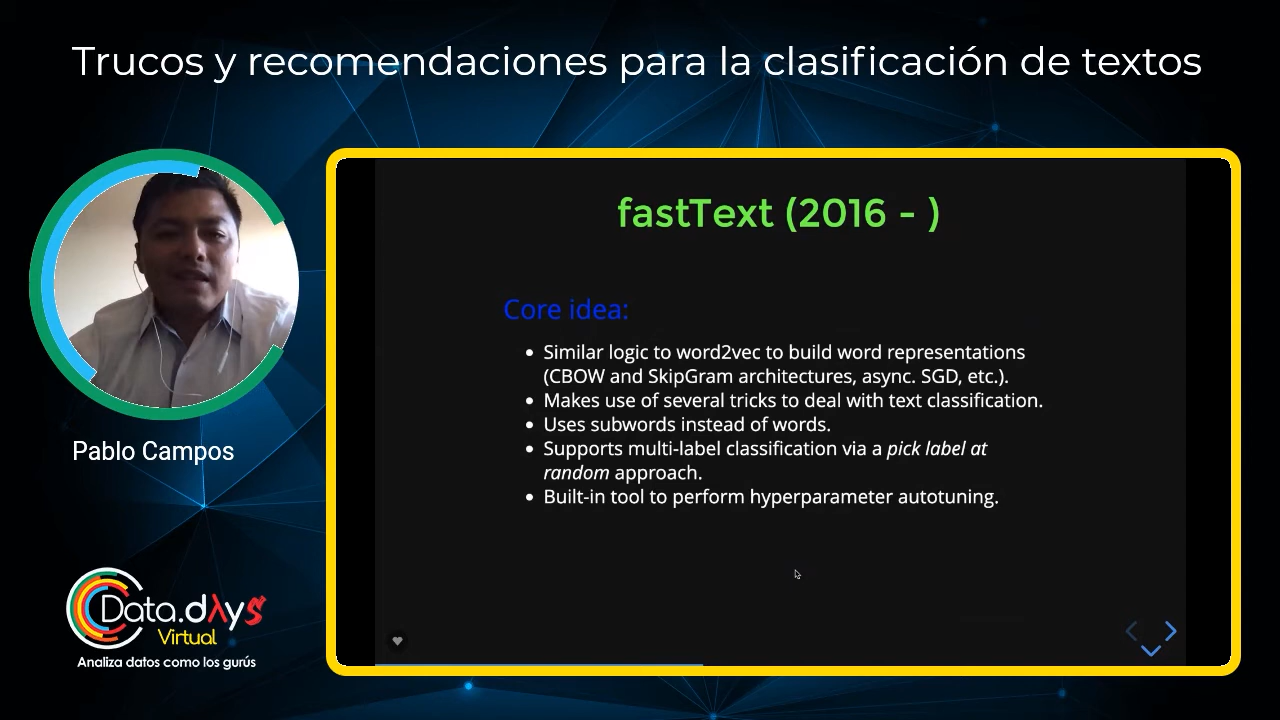 Trucos y recomendaciones para la clasificación de textos
fastText (2016 - )
Core idea:
Similar logic to word2vec to build word representations
(CBOW and SkipGram architectures, async. SGD, etc.).
Makes use of several tricks to deal with text classification.
Uses subwords instead of words.
Supports multi-label classification via a pick label at
random approach.
Built-in tool to perform hyperparameter autotuning.
Pablo Campos
Data.dλys
Virtual
Analiza datos como los gurús